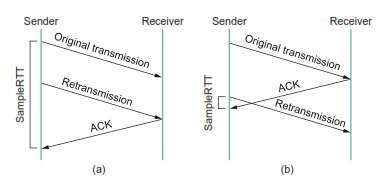 Sender Receiver
Original transmission
Retransmission
ACK
SampleRTT
(a)
Sender Receiver
Original transmission
ACK
Retransmission
SampleRTT
(b)